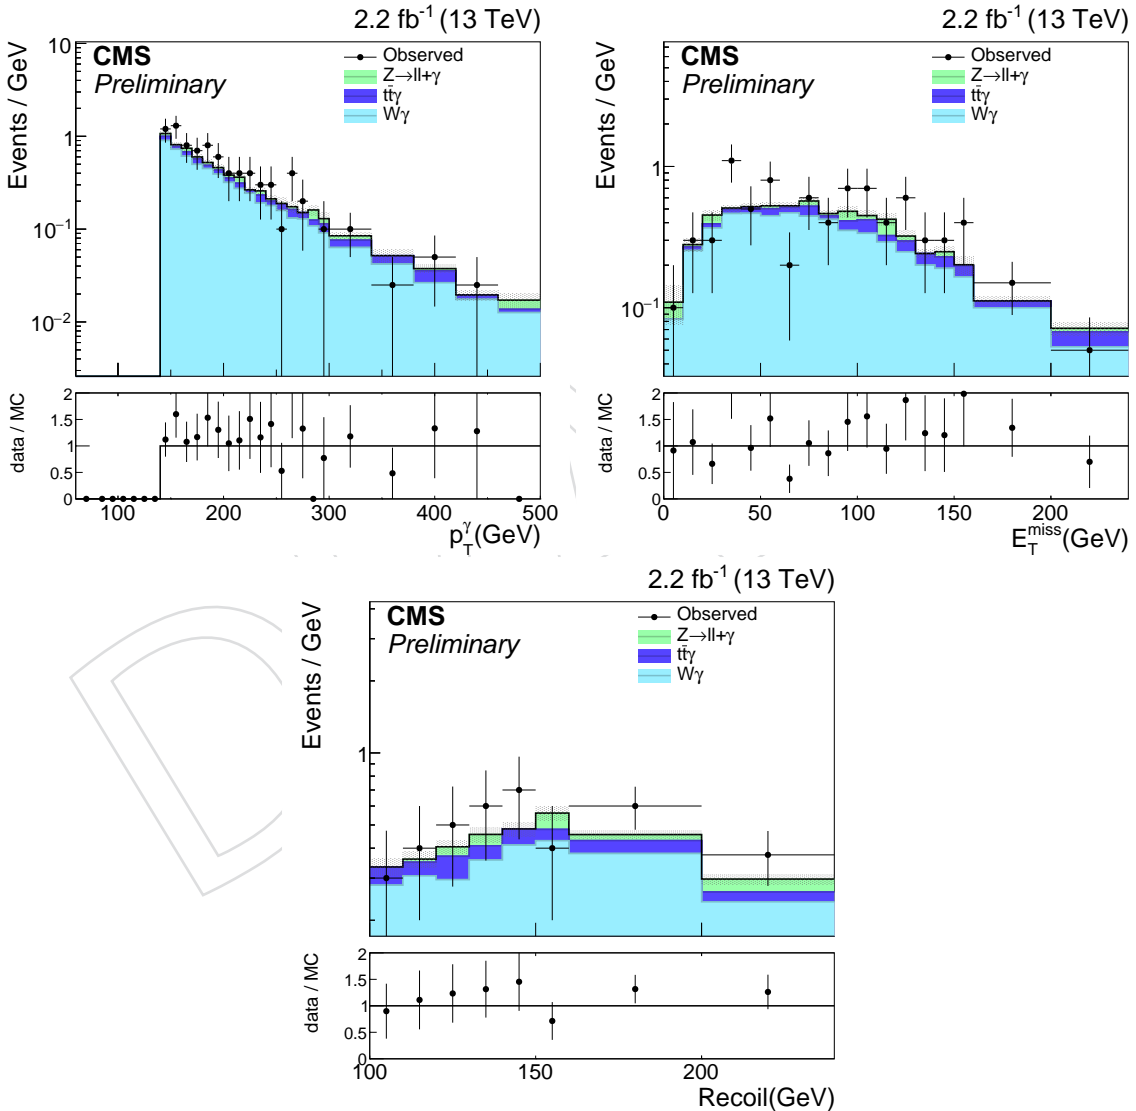 2.2 fb⁻¹ (13 TeV)
CMS
Preliminary
Observed
Z→ll+γ
tt̄γ
Wγ
Events / GeV
10
1
10⁻¹
10⁻²
data / MC
2
1.5
1
0.5
0
100 200 300 400 500
p_T^γ(GeV)
2.2 fb⁻¹ (13 TeV)
CMS
Preliminary
Observed
Z→ll+γ
tt̄γ
Wγ
Events / GeV
1
10⁻¹
data / MC
2
1.5
1
0.5
0
0 50 100 150 200
E_T^miss(GeV)
2.2 fb⁻¹ (13 TeV)
CMS
Preliminary
Observed
Z→ll+γ
tt̄γ
Wγ
Events / GeV
1
data / MC
2
1.5
1
0.5
0
100 150 200
Recoil(GeV)